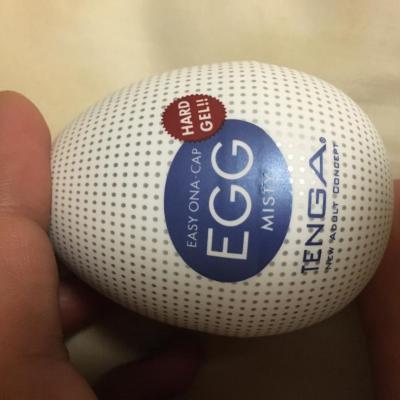 HARD
GEL!!
EASY ONA-CAP
EGG
MISTY
TENGA®
NEW ADULT CONCEPT